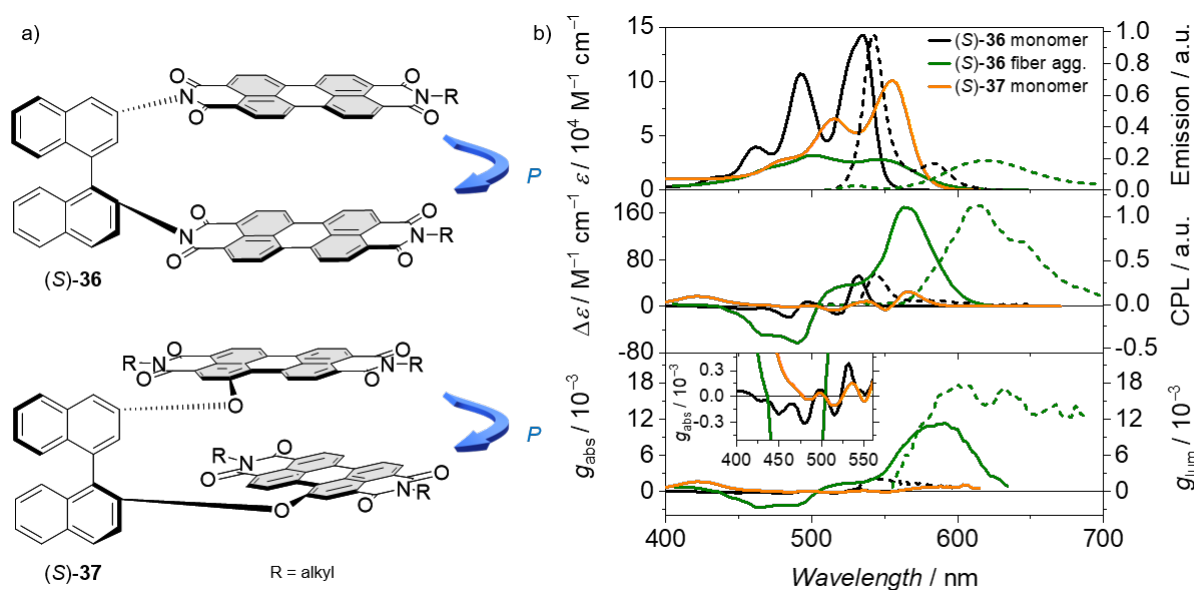 a)
O
O
N
N–R
O
O
P
O
O
N
N–R
O
O
(S)-36
O
O
R–N
N–R
O
O
O
P
O
O
R–N
N–R
O
O
O
(S)-37
R = alkyl
b)
15
10
5
0
ε / 10⁴ M⁻¹ cm⁻¹
(S)-36 monomer
(S)-36 fiber agg.
(S)-37 monomer
1.0
0.8
0.6
0.4
0.2
0.0
Emission / a.u.
160
80
0
-80
Δε / M⁻¹ cm⁻¹
1.0
0.5
0.0
-0.5
CPL / a.u.
18
12
6
0
g_abs / 10⁻³
0.3
0.0
-0.3
g_abs / 10⁻³
400 450 500 550
12
6
0
g_lum / 10⁻³
400 500 600 700
Wavelength / nm